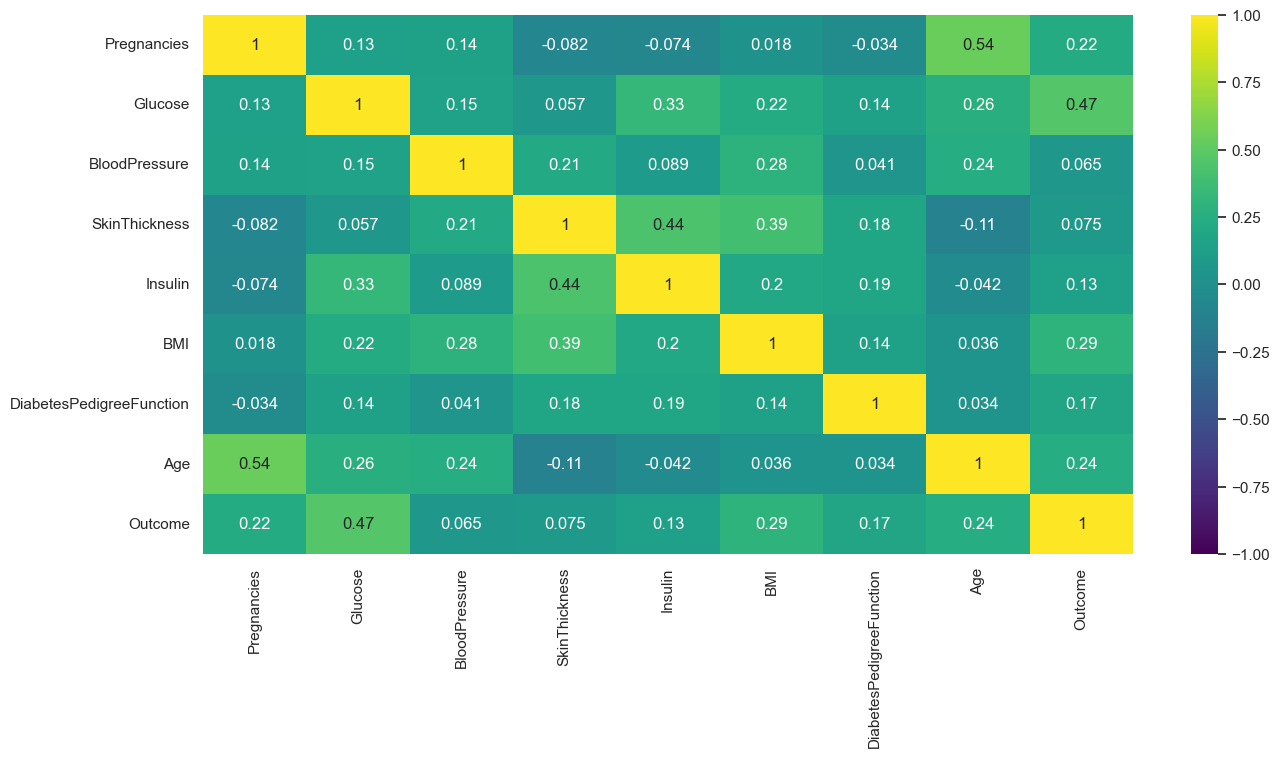 Pregnancies 1 0.13 0.14 -0.082 -0.074 0.018 -0.034 0.54 0.22
Glucose 0.13 1 0.15 0.057 0.33 0.22 0.14 0.26 0.47
BloodPressure 0.14 0.15 1 0.21 0.089 0.28 0.041 0.24 0.065
SkinThickness -0.082 0.057 0.21 1 0.44 0.39 0.18 -0.11 0.075
Insulin -0.074 0.33 0.089 0.44 1 0.2 0.19 -0.042 0.13
BMI 0.018 0.22 0.28 0.39 0.2 1 0.14 0.036 0.29
DiabetesPedigreeFunction -0.034 0.14 0.041 0.18 0.19 0.14 1 0.034 0.17
Age 0.54 0.26 0.24 -0.11 -0.042 0.036 0.034 1 0.24
Outcome 0.22 0.47 0.065 0.075 0.13 0.29 0.17 0.24 1
Pregnancies
Glucose
BloodPressure
SkinThickness
Insulin
BMI
DiabetesPedigreeFunction
Age
Outcome
1.00
0.75
0.50
0.25
0.00
−0.25
−0.50
−0.75
−1.00